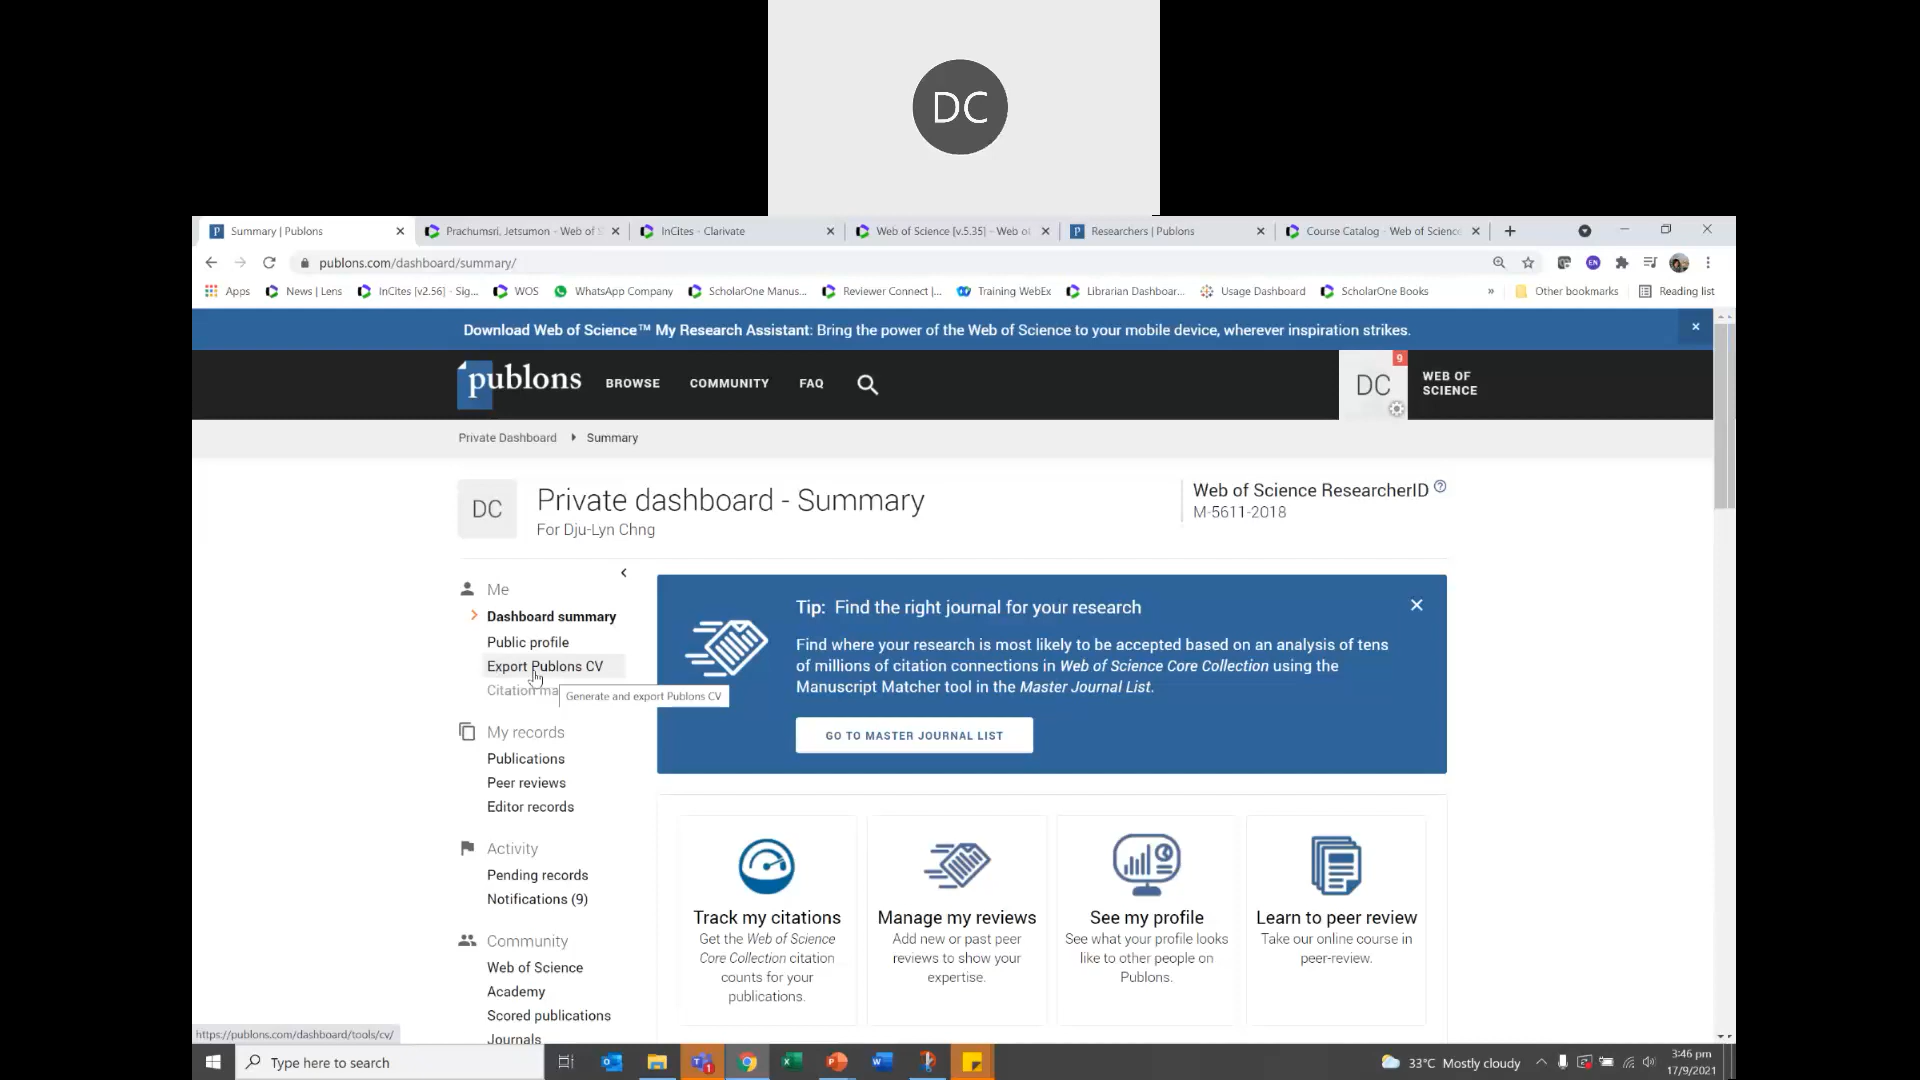 DC
Summary | Publons
Prachumsri, Jetsumon - Web of S
InCites - Clarivate
Web of Science [v.5.35] - Web of
Researchers | Publons
Course Catalog - Web of Science
publons.com/dashboard/summary/
EN
Apps
News | Lens
InCites [v2.56] - Sig...
WOS
WhatsApp Company
ScholarOne Manus...
Reviewer Connect |...
Training WebEx
Librarian Dashboar...
Usage Dashboard
ScholarOne Books
»
Other bookmarks
Reading list
Download Web of Science™ My Research Assistant: Bring the power of the Web of Science to your mobile device, wherever inspiration strikes.
publons
BROWSE
COMMUNITY
FAQ
DC
9
WEB OF
SCIENCE
Private Dashboard
Summary
DC
Private dashboard - Summary
For Dju-Lyn Chng
Web of Science ResearcherID
M-5611-2018
Me
Dashboard summary
Public profile
Export Publons CV
Citation ma
Generate and export Publons CV
My records
Publications
Peer reviews
Editor records
Activity
Pending records
Notifications (9)
Community
Web of Science
Academy
Scored publications
Journals
Tip: Find the right journal for your research
Find where your research is most likely to be accepted based on an analysis of tens
of millions of citation connections in Web of Science Core Collection using the
Manuscript Matcher tool in the Master Journal List.
GO TO MASTER JOURNAL LIST
Track my citations
Get the Web of Science
Core Collection citation
counts for your
publications.
Manage my reviews
Add new or past peer
reviews to show your
expertise.
See my profile
See what your profile looks
like to other people on
Publons.
Learn to peer review
Take our online course in
peer-review.
https://publons.com/dashboard/tools/cv/
Type here to search
33°C Mostly cloudy
3:46 pm
17/9/2021